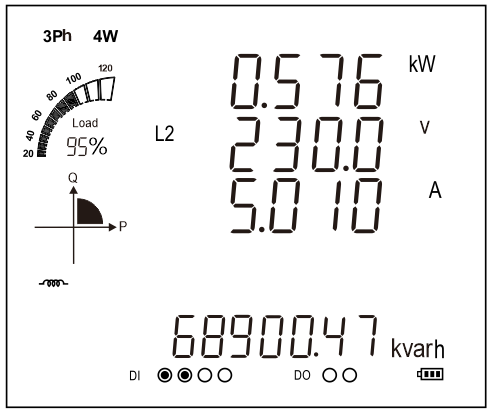 3Ph 4W
20 40 60 80 100 120
Load
95%
L2
0.576 kW
230.0 V
5.010 A
Q
P
68900.47 kvarh
DI DO